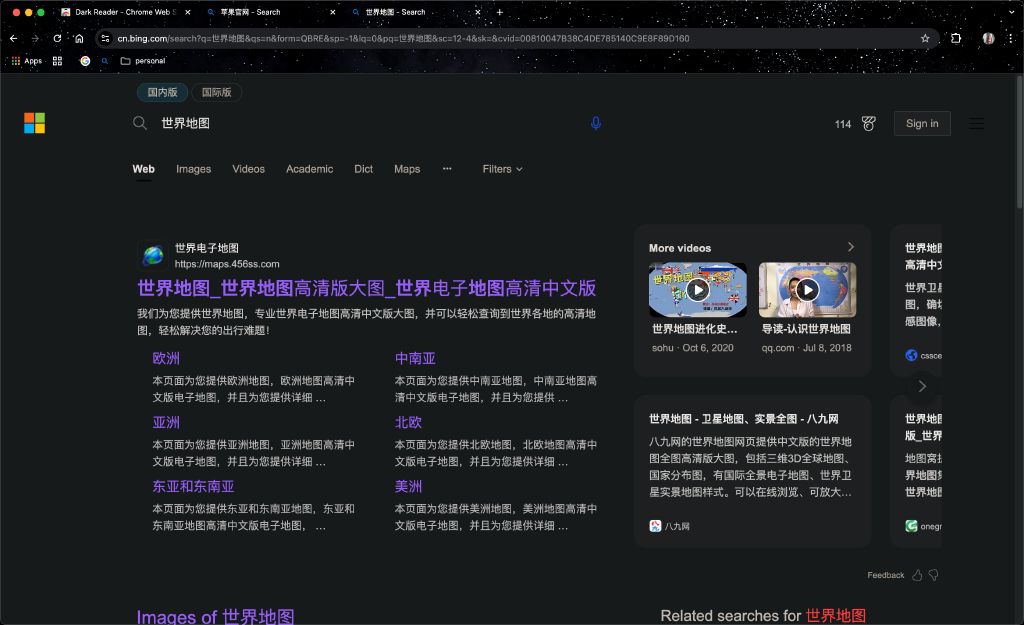 Dark Reader - Chrome Web S
苹果官网 - Search
世界地图 - Search
cn.bing.com/search?q=世界地图&qs=n&form=QBRE&sp=-1&lq=0&pq=世界地图&sc=12-4&sk=&cvid=00810047B38C4DE785140C9E8F89D160
Apps
personal
国内版
国际版
世界地图
114
Sign in
Web
Images
Videos
Academic
Dict
Maps
...
Filters
世界电子地图
https://maps.456ss.com
世界地图_世界地图高清版大图_世界电子地图高清中文版
我们为您提供世界地图，专业世界电子地图高清中文版大图，并可以轻松查询到世界各地的高清地
图，轻松解决您的出行难题！
欧洲
本页面为您提供欧洲地图，欧洲地图高清中
文版电子地图，并且为您提供详细 ...
中南亚
本页面为您提供中南亚地图，中南亚地图高
清中文版电子地图，并且为您提供 ...
亚洲
本页面为您提供亚洲地图，亚洲地图高清中
文版电子地图，并且为您提供详细 ...
北欧
本页面为您提供北欧地图，北欧地图高清中
文版电子地图，并且为您提供详细 ...
东亚和东南亚
本页面为您提供东亚和东南亚地图，东亚和
东南亚地图高清中文版电子地图， ...
美洲
本页面为您提供美洲地图，美洲地图高清中
文版电子地图，并且为您提供详细 ...
More videos
世界地图进化史...
sohu · Oct 6, 2020
导读-认识世界地图
qq.com · Jul 8, 2018
世界地图 - 卫星地图、实景全图 - 八九网
八九网的世界地图网页提供中文版的世界地
图全图高清版大图，包括三维3D全球地图、
国家分布图，有国际全景电子地图、世界卫
星实景地图样式。可以在线浏览、可放大...
八九网
世界地
高清中
世界卫
图，确
感图像，
世界地
版_世
地图窝
界地图
世界地
Feedback
Images of 世界地图
Related searches for 世界地图